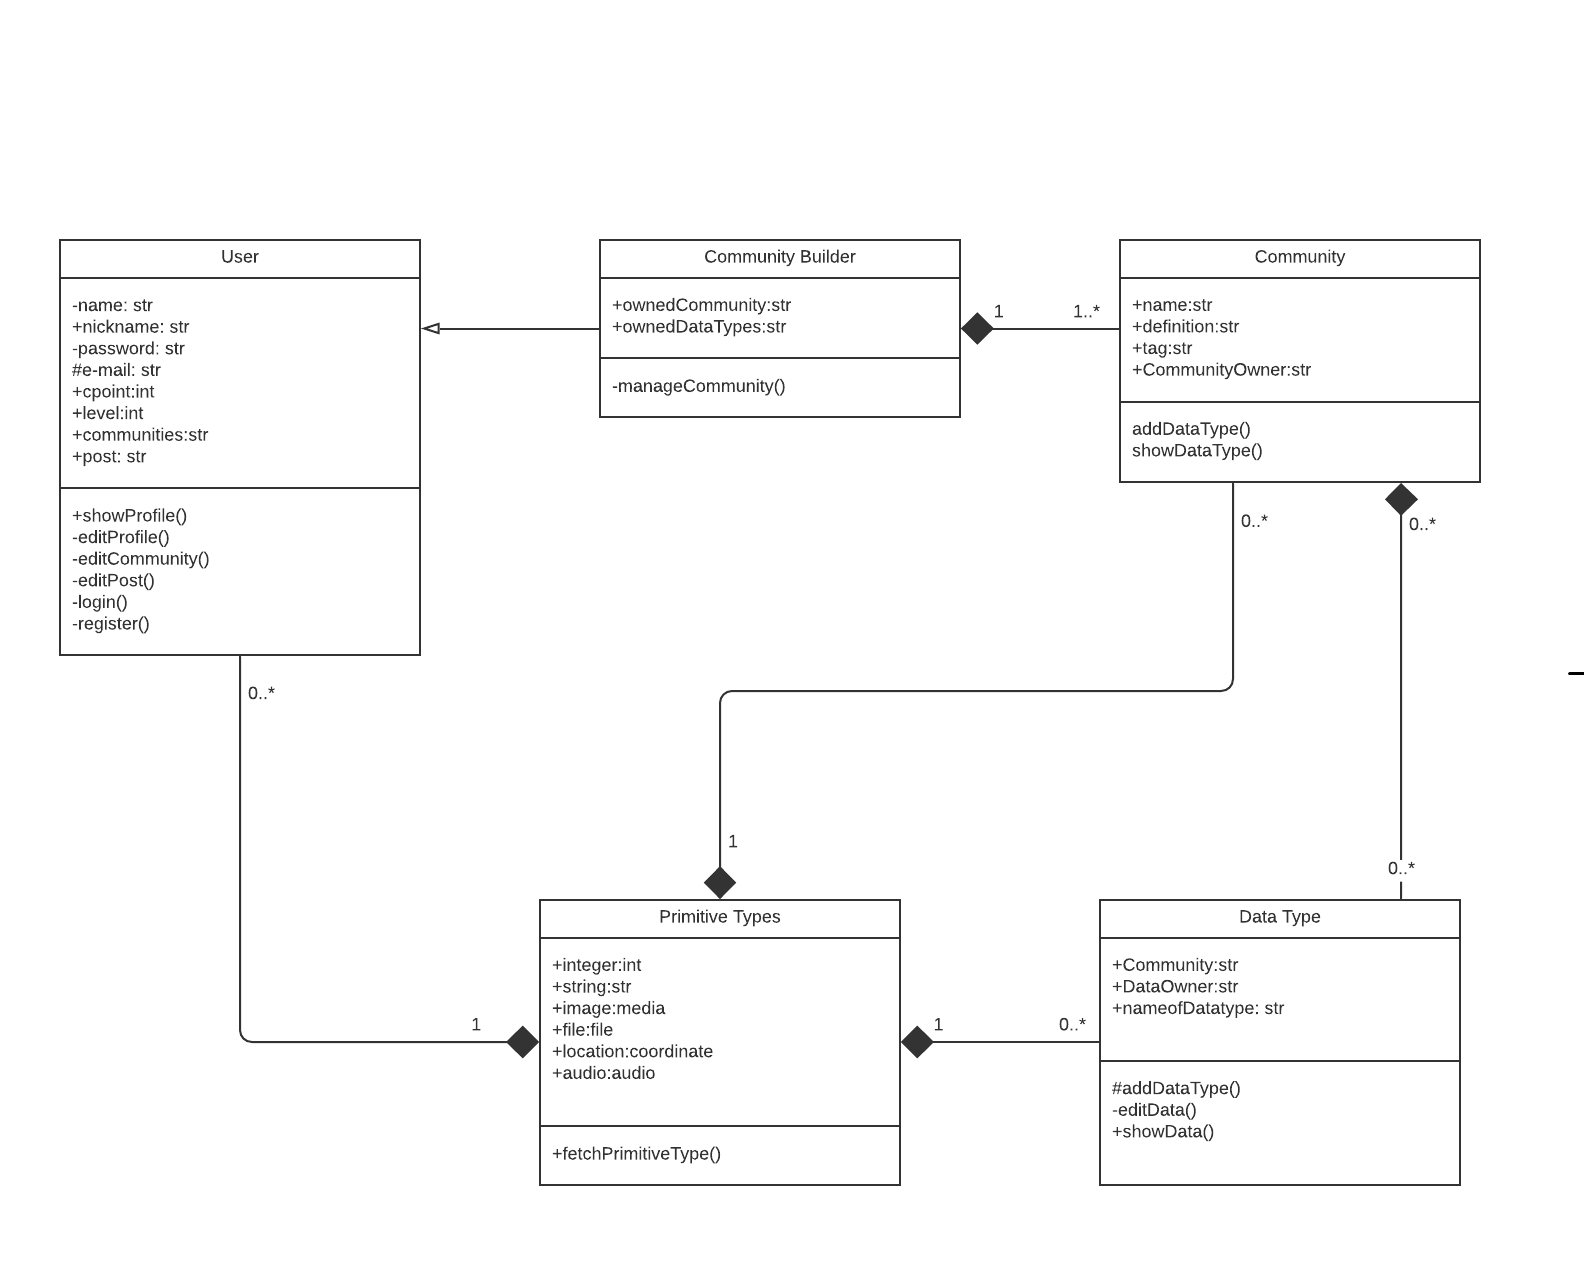 User
-name: str
+nickname: str
-password: str
#e-mail: str
+cpoint:int
+level:int
+communities:str
+post: str
+showProfile()
-editProfile()
-editCommunity()
-editPost()
-login()
-register()
Community Builder
+ownedCommunity:str
+ownedDataTypes:str
-manageCommunity()
1
1..*
Community
+name:str
+definition:str
+tag:str
+CommunityOwner:str
addDataType()
showDataType()
0..*
0..*
0..*
1
0..*
1
Primitive Types
+integer:int
+string:str
+image:media
+file:file
+location:coordinate
+audio:audio
+fetchPrimitiveType()
1
0..*
Data Type
+Community:str
+DataOwner:str
+nameofDatatype: str
#addDataType()
-editData()
+showData()